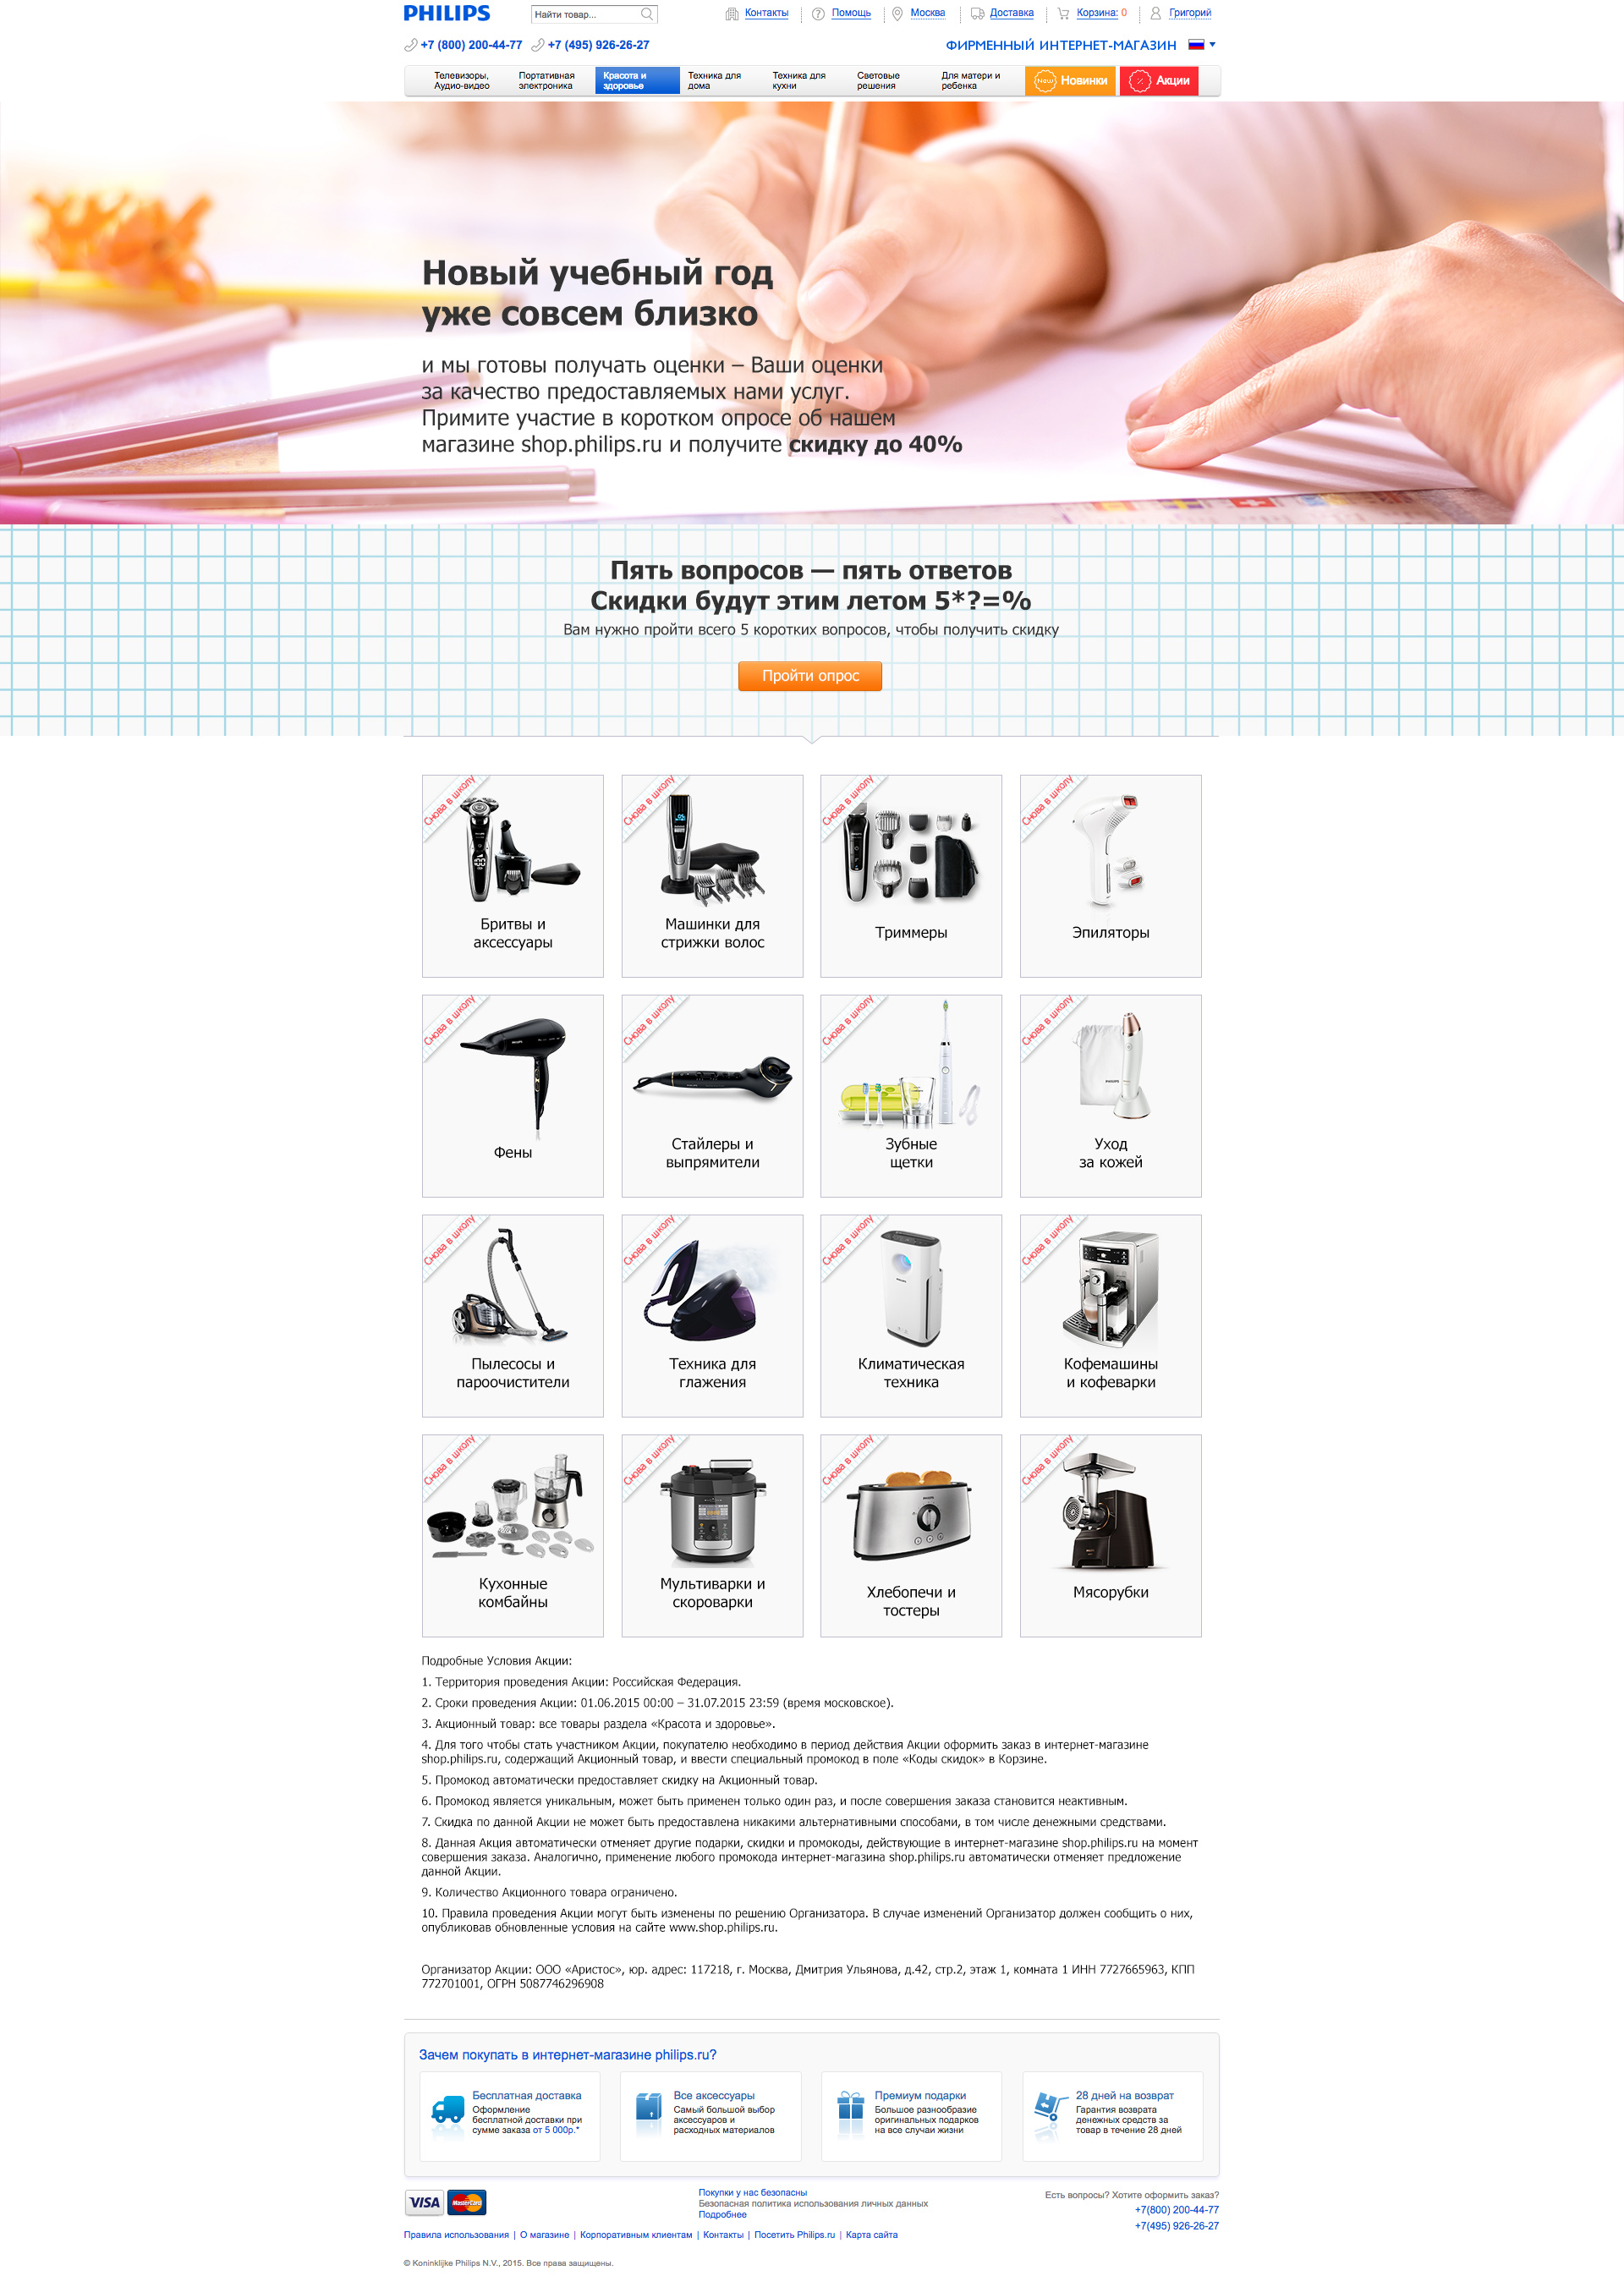 PHILIPS
Найти товар...
Контакты
Помощь
Москва
Доставка
Корзина: 0
Григорий
+7 (800) 200-44-77
+7 (495) 926-26-27
ФИРМЕННЫЙ ИНТЕРНЕТ-МАГАЗИН
Телевизоры,
Аудио-видео
Портативная
электроника
Красота и
здоровье
Техника для
дома
Техника для
кухни
Световые
решения
Для матери и
ребенка
New
Новинки
%
Акции
Новый учебный год
уже совсем близко
и мы готовы получать оценки – Ваши оценки
за качество предоставляемых нами услуг.
Примите участие в коротком опросе об нашем
магазине shop.philips.ru и получите скидку до 40%
Пять вопросов — пять ответов
Скидки будут этим летом 5*?=%
Вам нужно пройти всего 5 коротких вопросов, чтобы получить скидку
Пройти опрос
Снова в школу
Бритвы и
аксессуары
Снова в школу
Машинки для
стрижки волос
Снова в школу
Триммеры
Снова в школу
Эпиляторы
Снова в школу
Фены
Снова в школу
Стайлеры и
выпрямители
Снова в школу
Зубные
щетки
Снова в школу
Уход
за кожей
Снова в школу
Пылесосы и
пароочистители
Снова в школу
Техника для
глажения
Снова в школу
Климатическая
техника
Снова в школу
Кофемашины
и кофеварки
Снова в школу
Кухонные
комбайны
Снова в школу
Мультиварки и
скороварки
Снова в школу
Хлебопечи и
тостеры
Снова в школу
Мясорубки
Подробные Условия Акции:
1. Территория проведения Акции: Российская Федерация.
2. Сроки проведения Акции: 01.06.2015 00:00 – 31.07.2015 23:59 (время московское).
3. Акционный товар: все товары раздела «Красота и здоровье».
4. Для того чтобы стать участником Акции, покупателю необходимо в период действия Акции оформить заказ в интернет-магазине
shop.philips.ru, содержащий Акционный товар, и ввести специальный промокод в поле «Коды скидок» в Корзине.
5. Промокод автоматически предоставляет скидку на Акционный товар.
6. Промокод является уникальным, может быть применен только один раз, и после совершения заказа становится неактивным.
7. Скидка по данной Акции не может быть предоставлена никакими альтернативными способами, в том числе денежными средствами.
8. Данная Акция автоматически отменяет другие подарки, скидки и промокоды, действующие в интернет-магазине shop.philips.ru на момент
совершения заказа. Аналогично, применение любого промокода интернет-магазина shop.philips.ru автоматически отменяет предложение
данной Акции.
9. Количество Акционного товара ограничено.
10. Правила проведения Акции могут быть изменены по решению Организатора. В случае изменений Организатор должен сообщить о них,
опубликовав обновленные условия на сайте www.shop.philips.ru.
Организатор Акции: ООО «Аристос», юр. адрес: 117218, г. Москва, Дмитрия Ульянова, д.42, стр.2, этаж 1, комната 1 ИНН 7727665963, КПП
772701001, ОГРН 5087746296908
Зачем покупать в интернет-магазине philips.ru?
Бесплатная доставка
Оформление
бесплатной доставки при
сумме заказа от 5 000р.*
Все аксессуары
Самый большой выбор
аксессуаров и
расходных материалов
Премиум подарки
Большое разнообразие
оригинальных подарков
на все случаи жизни
28 дней на возврат
Гарантия возврата
денежных средств за
товар в течение 28 дней
VISA
MasterCard
Покупки у нас безопасны
Безопасная политика использования личных данных
Подробнее
Есть вопросы? Хотите оформить заказ?
+7(800) 200-44-77
+7(495) 926-26-27
Правила использования | О магазине | Корпоративным клиентам | Контакты | Посетить Philips.ru | Карта сайта
© Koninklijke Philips N.V., 2015. Все права защищены.